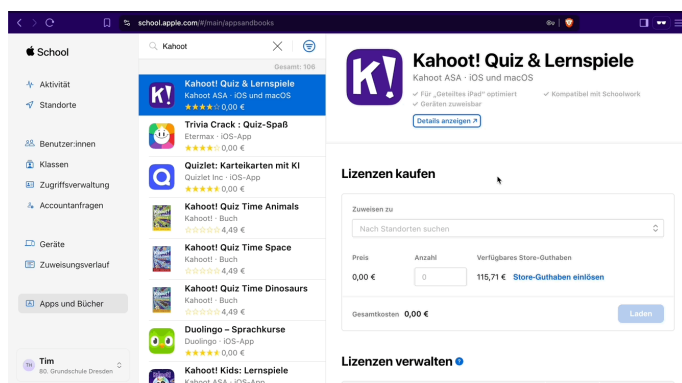 school.apple.com/#/main/appsandbooks
School
Aktivität
Standorte
Benutzer:innen
Klassen
Zugriffsverwaltung
Accountanfragen
Geräte
Zuweisungsverlauf
Apps und Bücher
TH
Tim
80. Grundschule Dresden
Kahoot
Gesamt: 106
Kahoot! Quiz & Lernspiele
Kahoot ASA · iOS und macOS
0,00 €
Trivia Crack : Quiz-Spaß
Etermax · iOS-App
0,00 €
Quizlet: Karteikarten mit KI
Quizlet Inc · iOS-App
0,00 €
Kahoot! Quiz Time Animals
Kahoot! · Buch
4,49 €
Kahoot! Quiz Time Space
Kahoot! · Buch
4,49 €
Kahoot! Quiz Time Dinosaurs
Kahoot! · Buch
4,49 €
Duolingo – Sprachkurse
Duolingo · iOS-App
0,00 €
Kahoot! Kids: Lernspiele
Kahoot ASA · iOS-App
K!
Kahoot! Quiz & Lernspiele
Kahoot ASA · iOS und macOS
Für „Geteiltes iPad“ optimiert
Kompatibel mit Schoolwork
Geräten zuweisbar
Details anzeigen
Lizenzen kaufen
Zuweisen zu
Nach Standorten suchen
Preis Anzahl Verfügbares Store-Guthaben
0,00 € 0 115,71 € Store-Guthaben einlösen
Gesamtkosten 0,00 € Laden
Lizenzen verwalten